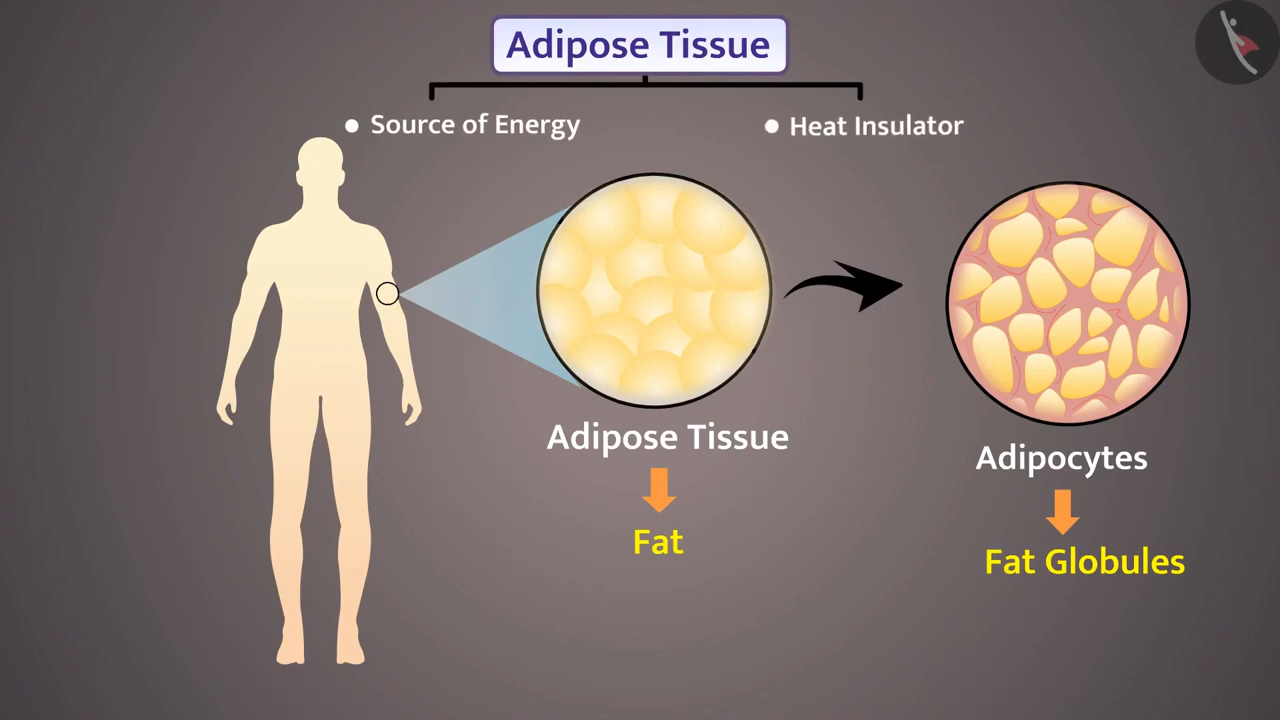 Adipose Tissue
● Source of Energy
● Heat Insulator
Adipose Tissue
Fat
Adipocytes
Fat Globules